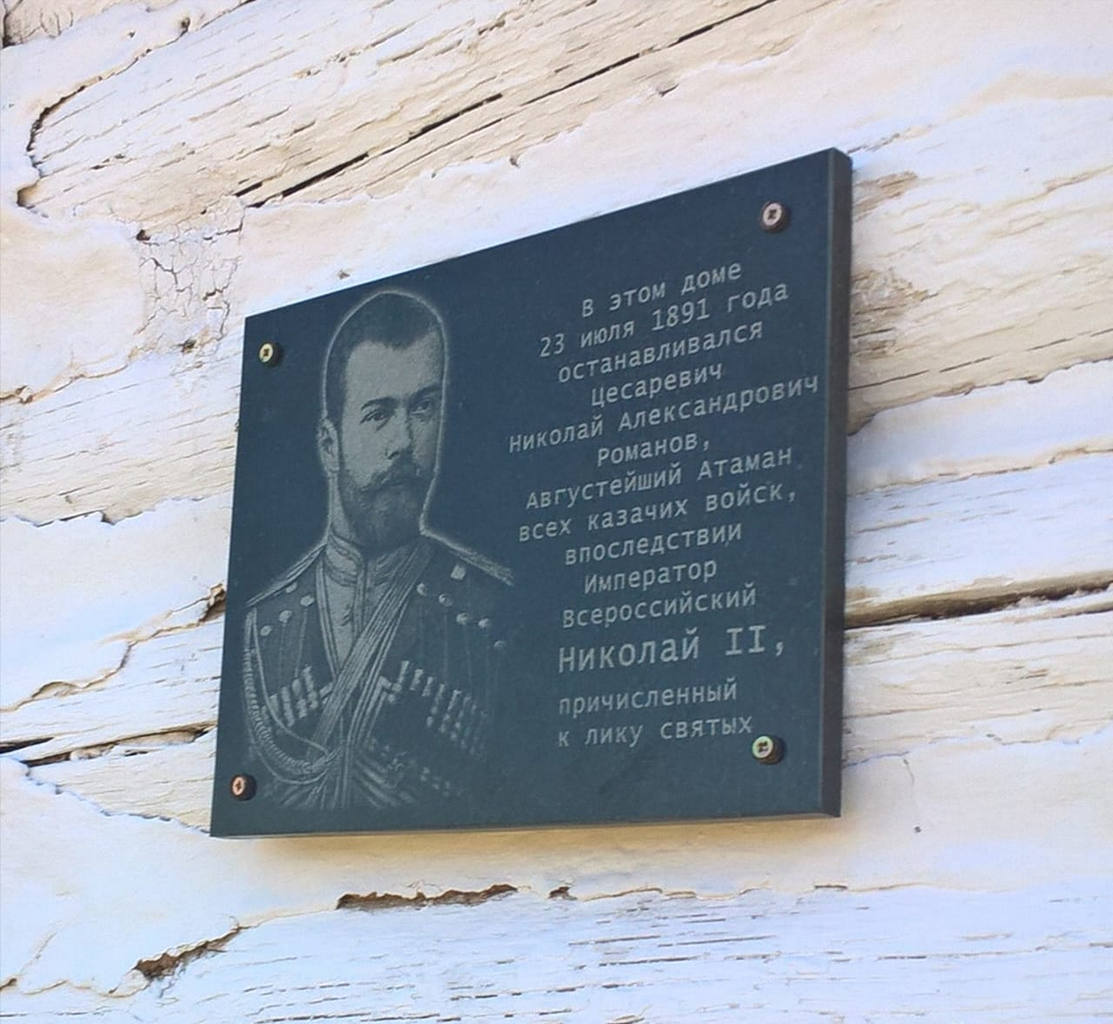 В этом доме
23 июля 1891 года
останавливался
Цесаревич
Николай Александрович
Романов,
Августейший Атаман
всех казачих войск,
впоследствии
Император
Всероссийский
Николай II,
причисленный
к лику святых